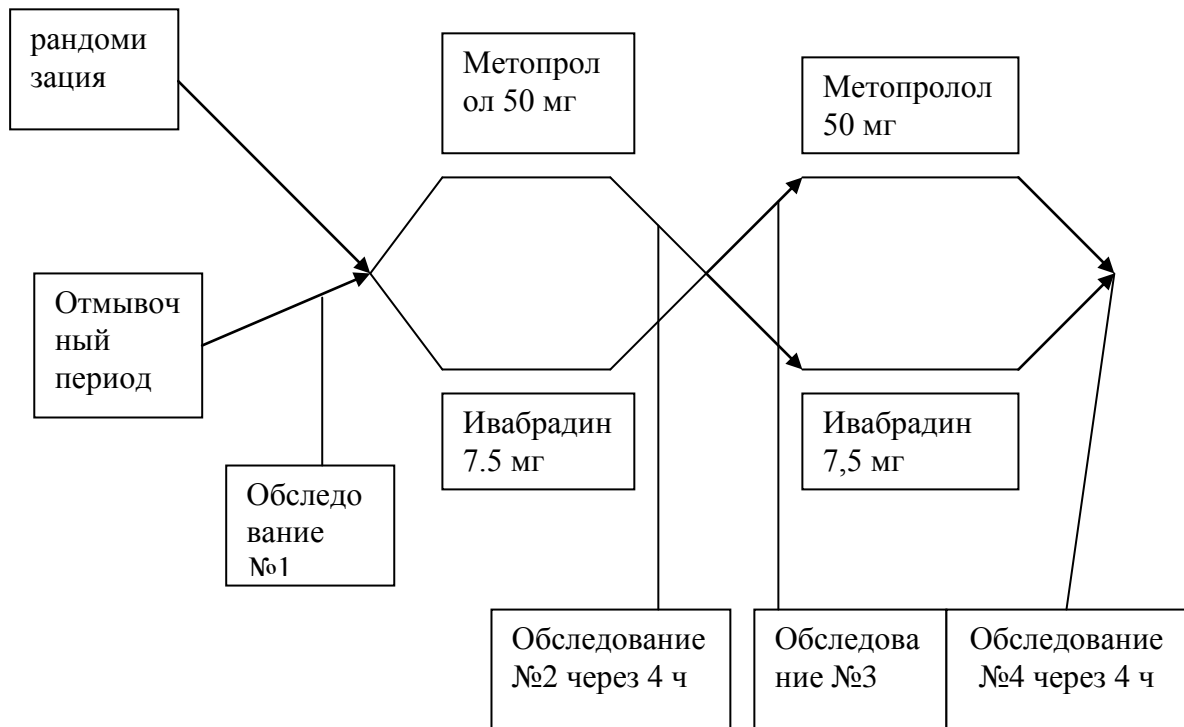 рандоми
зация
Метопрол
ол 50 мг
Метопролол
50 мг
Отмывоч
ный
период
Ивабрадин
7.5 мг
Ивабрадин
7,5 мг
Обследо
вание
№1
Обследование
№2 через 4 ч
Обследова
ние №3
Обследование
№4 через 4 ч